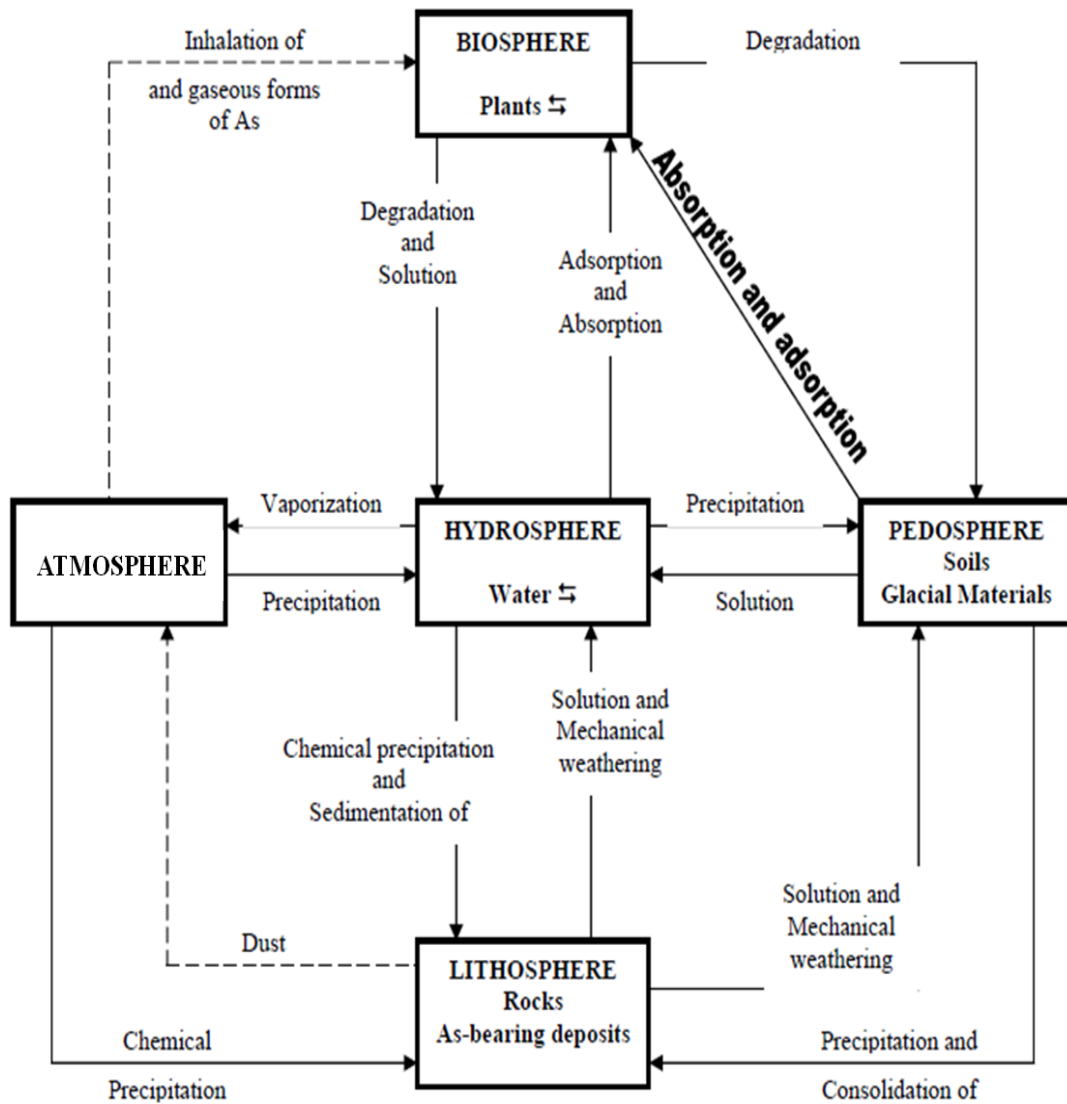 Inhalation of
and gaseous forms
of As
BIOSPHERE
Plants ⇆
Degradation
Degradation
and
Solution
Adsorption
and
Absorption
Absorption and adsorption
ATMOSPHERE
Vaporization
Precipitation
HYDROSPHERE
Water ⇆
Precipitation
Solution
PEDOSPHERE
Soils
Glacial Materials
Chemical precipitation
and
Sedimentation of
Solution and
Mechanical
weathering
Solution and
Mechanical
weathering
Dust
LITHOSPHERE
Rocks
As-bearing deposits
Chemical
Precipitation
Precipitation and
Consolidation of